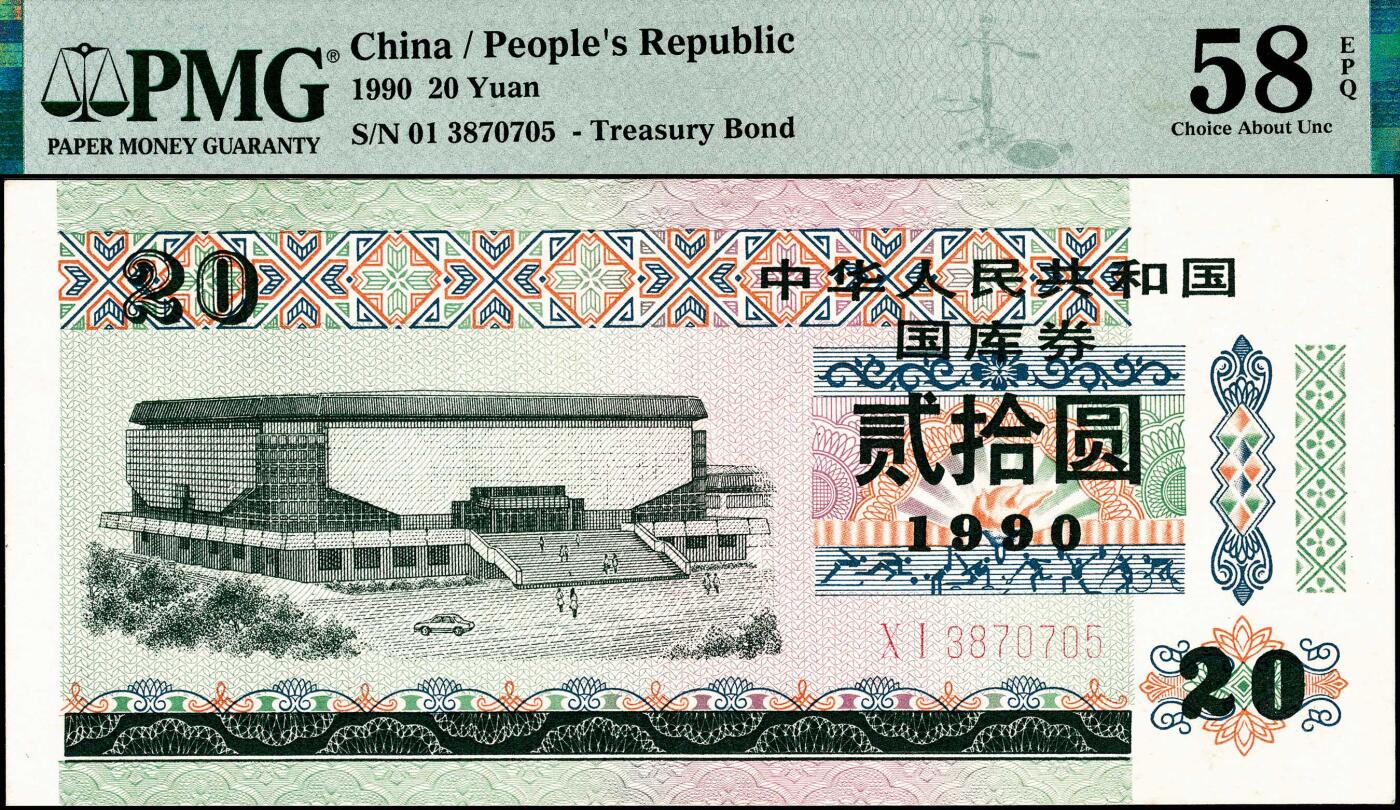 PMG®
PAPER MONEY GUARANTY
China / People's Republic
1990 20 Yuan
S/N 01 3870705 - Treasury Bond
58
EPQ
Choice About Unc
20
中华人民共和国
国库券
贰拾圆
1990
XI 3870705
20